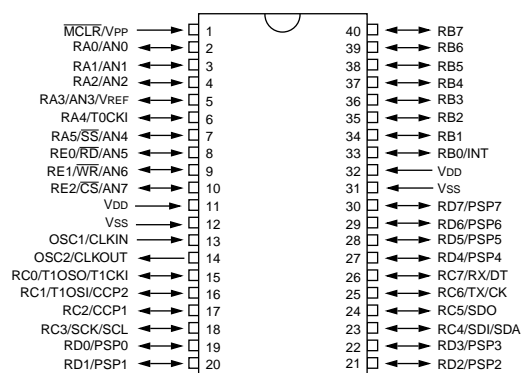 M̅C̅L̅R̅/VPP 1 40 RB7
RA0/AN0 2 39 RB6
RA1/AN1 3 38 RB5
RA2/AN2 4 37 RB4
RA3/AN3/VREF 5 36 RB3
RA4/T0CKI 6 35 RB2
RA5/S̅S̅/AN4 7 34 RB1
RE0/R̅D̅/AN5 8 33 RB0/INT
RE1/W̅R̅/AN6 9 32 VDD
RE2/C̅S̅/AN7 10 31 VSS
VDD 11 30 RD7/PSP7
VSS 12 29 RD6/PSP6
OSC1/CLKIN 13 28 RD5/PSP5
OSC2/CLKOUT 14 27 RD4/PSP4
RC0/T1OSO/T1CKI 15 26 RC7/RX/DT
RC1/T1OSI/CCP2 16 25 RC6/TX/CK
RC2/CCP1 17 24 RC5/SDO
RC3/SCK/SCL 18 23 RC4/SDI/SDA
RD0/PSP0 19 22 RD3/PSP3
RD1/PSP1 20 21 RD2/PSP2